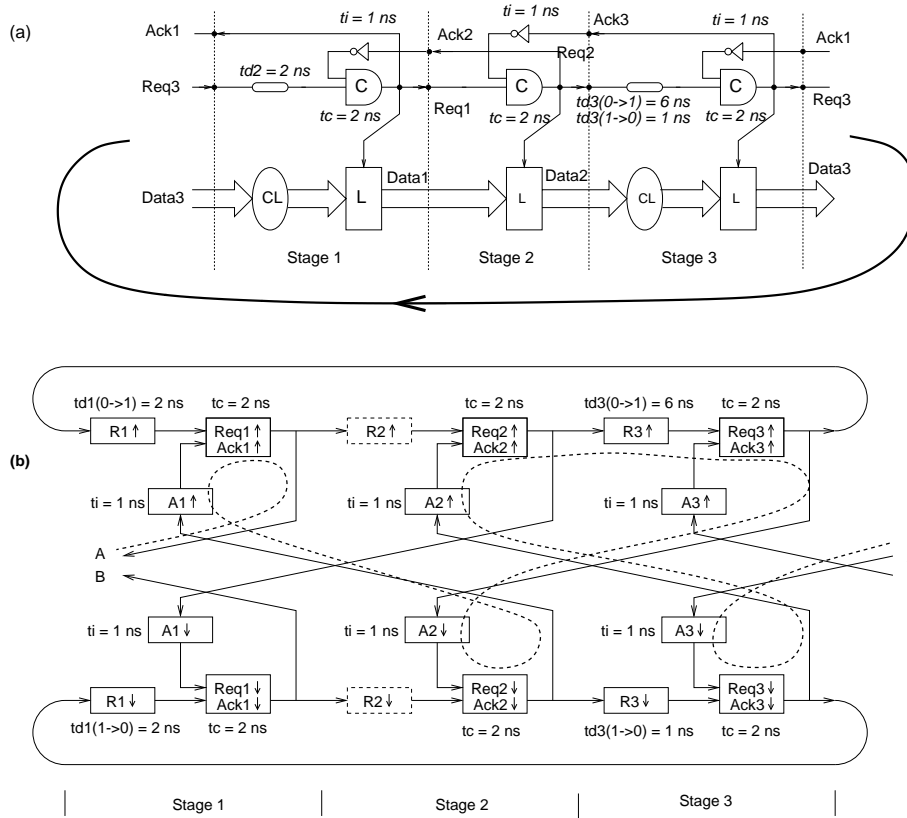 (a)
ti = 1 ns
ti = 1 ns
Ack3
ti = 1 ns
Ack1
Ack2
Req2
Ack1
td2 = 2 ns
Req3
C
C
C
Req1
Req3
tc = 2 ns
tc = 2 ns
td3(0->1) = 6 ns
td3(1->0) = 1 ns
tc = 2 ns
Data3
CL
L
Data1
L
Data2
CL
L
Data3
Stage 1
Stage 2
Stage 3
(b)
td1(0->1) = 2 ns
tc = 2 ns
tc = 2 ns
td3(0->1) = 6 ns
tc = 2 ns
R1↑
Req1↑
Ack1↑
R2↑
Req2↑
Ack2↑
R3↑
Req3↑
Ack3↑
ti = 1 ns
A1↑
ti = 1 ns
A2↑
ti = 1 ns
A3↑
A
B
ti = 1 ns
A1↓
ti = 1 ns
A2↓
ti = 1 ns
A3↓
R1↓
Req1↓
Ack1↓
R2↓
Req2↓
Ack2↓
R3↓
Req3↓
Ack3↓
td1(1->0) = 2 ns
tc = 2 ns
tc = 2 ns
td3(1->0) = 1 ns
tc = 2 ns
Stage 1
Stage 2
Stage 3